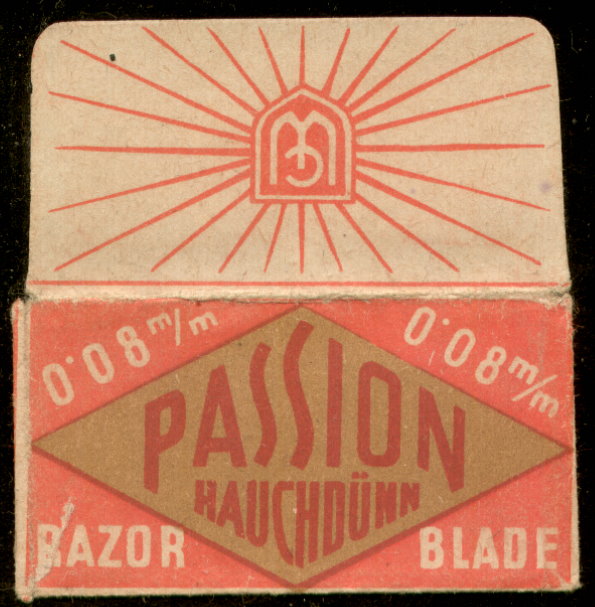 0.08 m/m 0.08 m/m
PASSION
HAUCHDÜNN
RAZOR BLADE